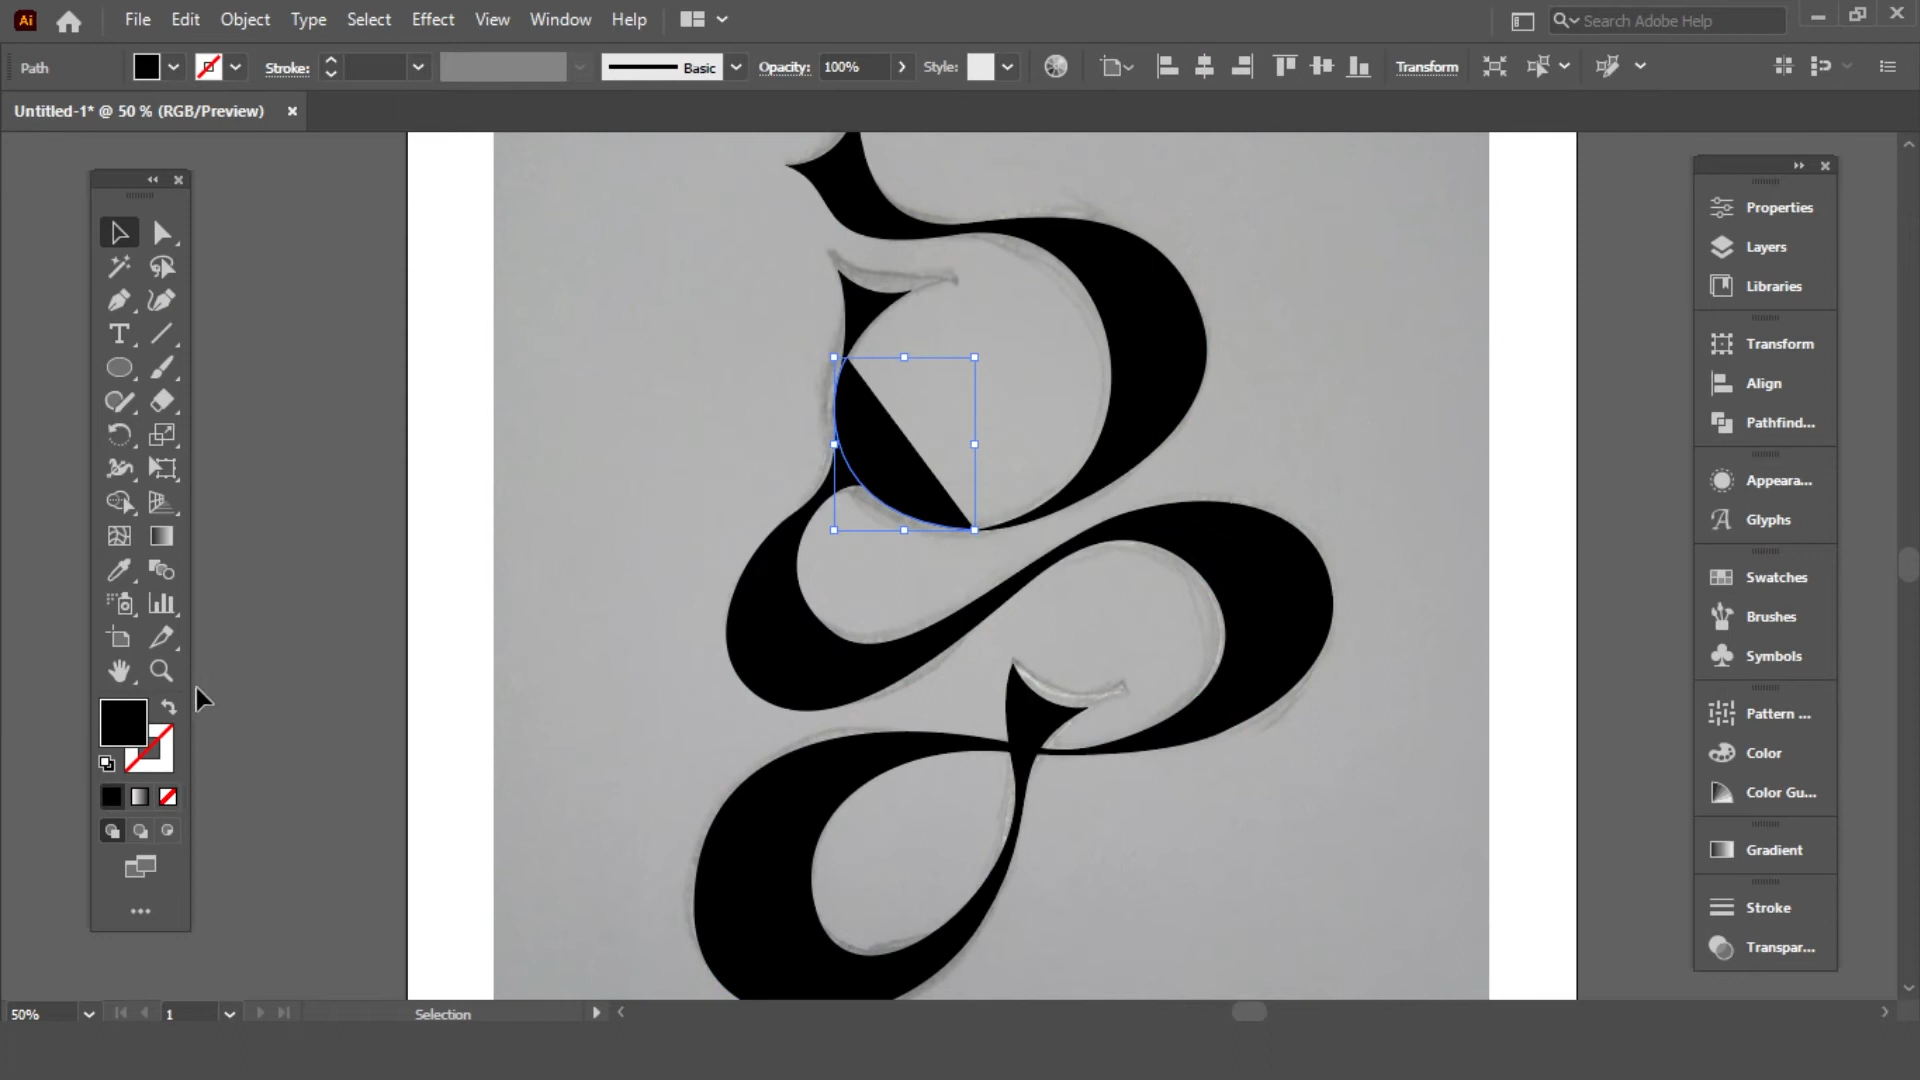 Ai File Edit Object Type Select Effect View Window Help Search Adobe Help
Path Stroke: Basic Opacity: 100% Style: Transform
Untitled-1* @ 50 % (RGB/Preview)
Properties
Layers
Libraries
Transform
Align
Pathfind...
Appeara...
Glyphs
Swatches
Brushes
Symbols
Pattern ...
Color
Color Gu...
Gradient
Stroke
Transpar...
50% 1 Selection